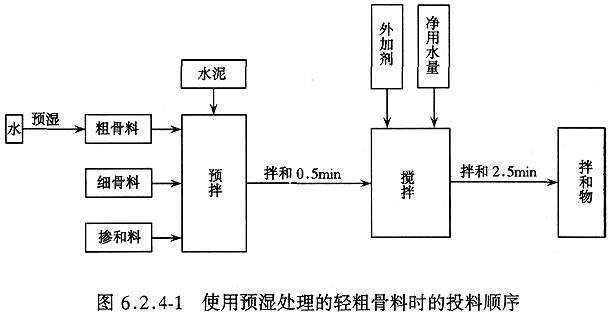 外加剂
净用水量
水泥
水
预湿
粗骨料
细骨料
掺和料
预拌
拌和 0.5min
搅拌
拌和 2.5min
拌和物
图 6.2.4-1 使用预湿处理的轻粗骨料时的投料顺序